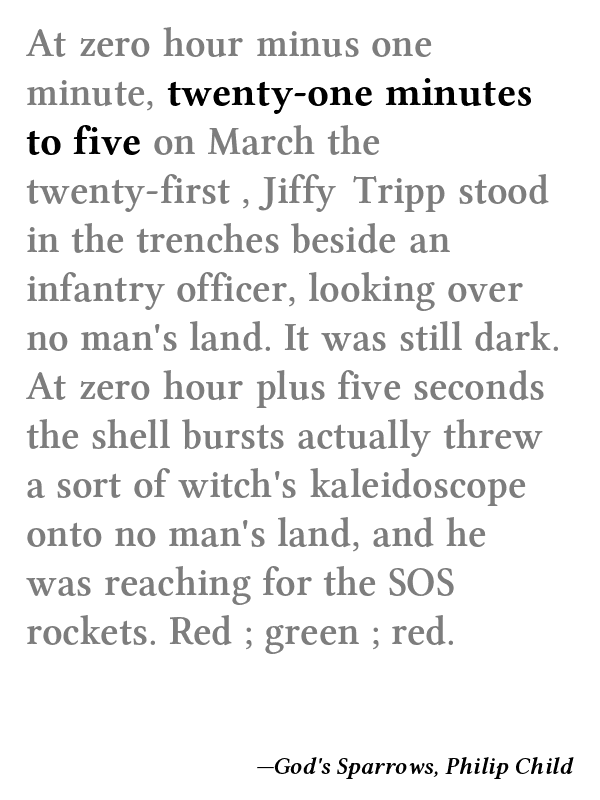 At zero hour minus one
minute, twenty-one minutes
to five on March the
twenty-first , Jiffy Tripp stood
in the trenches beside an
infantry officer, looking over
no man's land. It was still dark.
At zero hour plus five seconds
the shell bursts actually threw
a sort of witch's kaleidoscope
onto no man's land, and he
was reaching for the SOS
rockets. Red ; green ; red.
—God's Sparrows, Philip Child